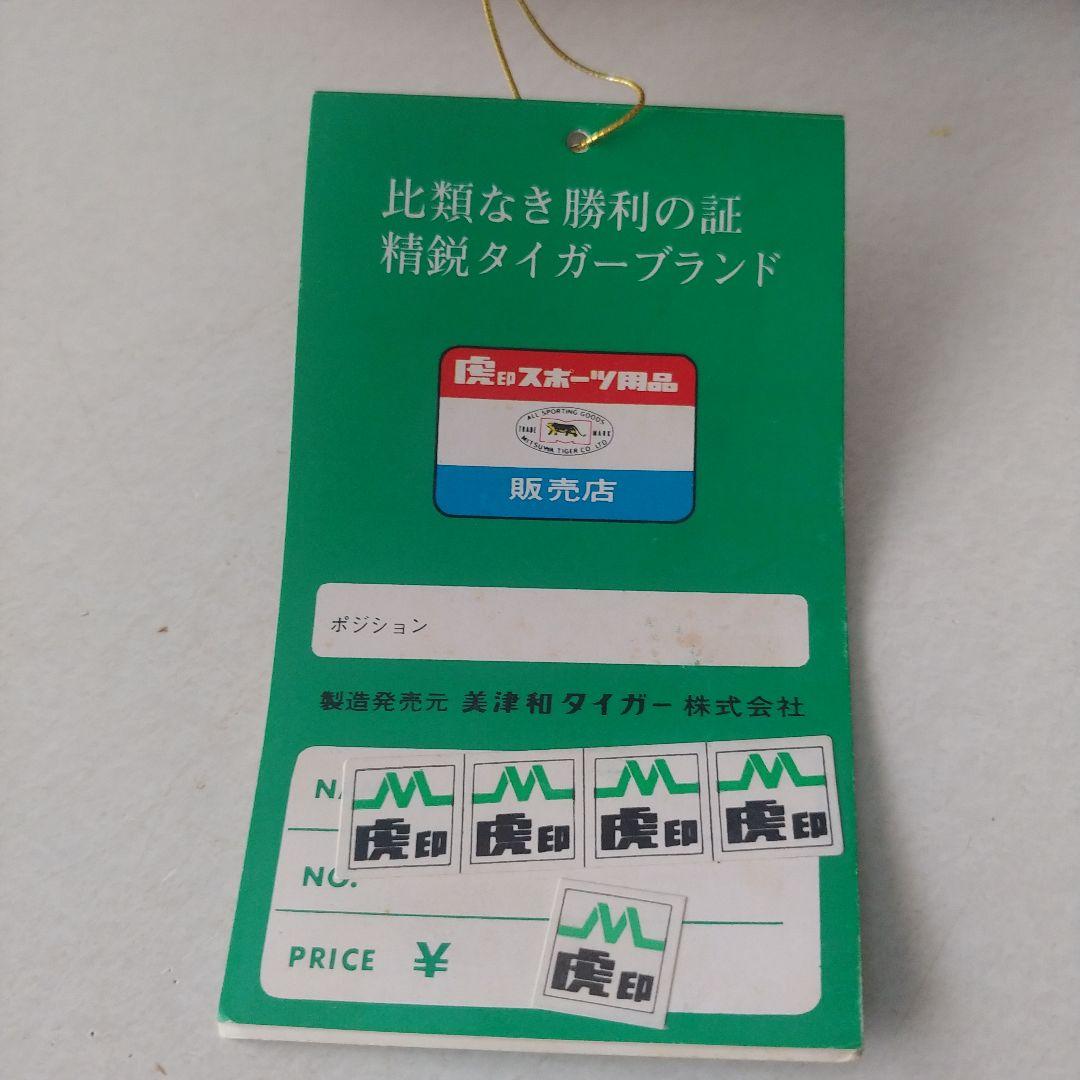 比類なき勝利の証
精鋭タイガーブランド
虎印スポーツ用品
ALL SPORTING GOODS
TRADE MARK
MITSUWA TIGER CO. LTD.
販売店
ポジション
製造発売元 美津和タイガー株式会社
M M M M
虎印 虎印 虎印 虎印
NO.
M
虎印
PRICE ¥